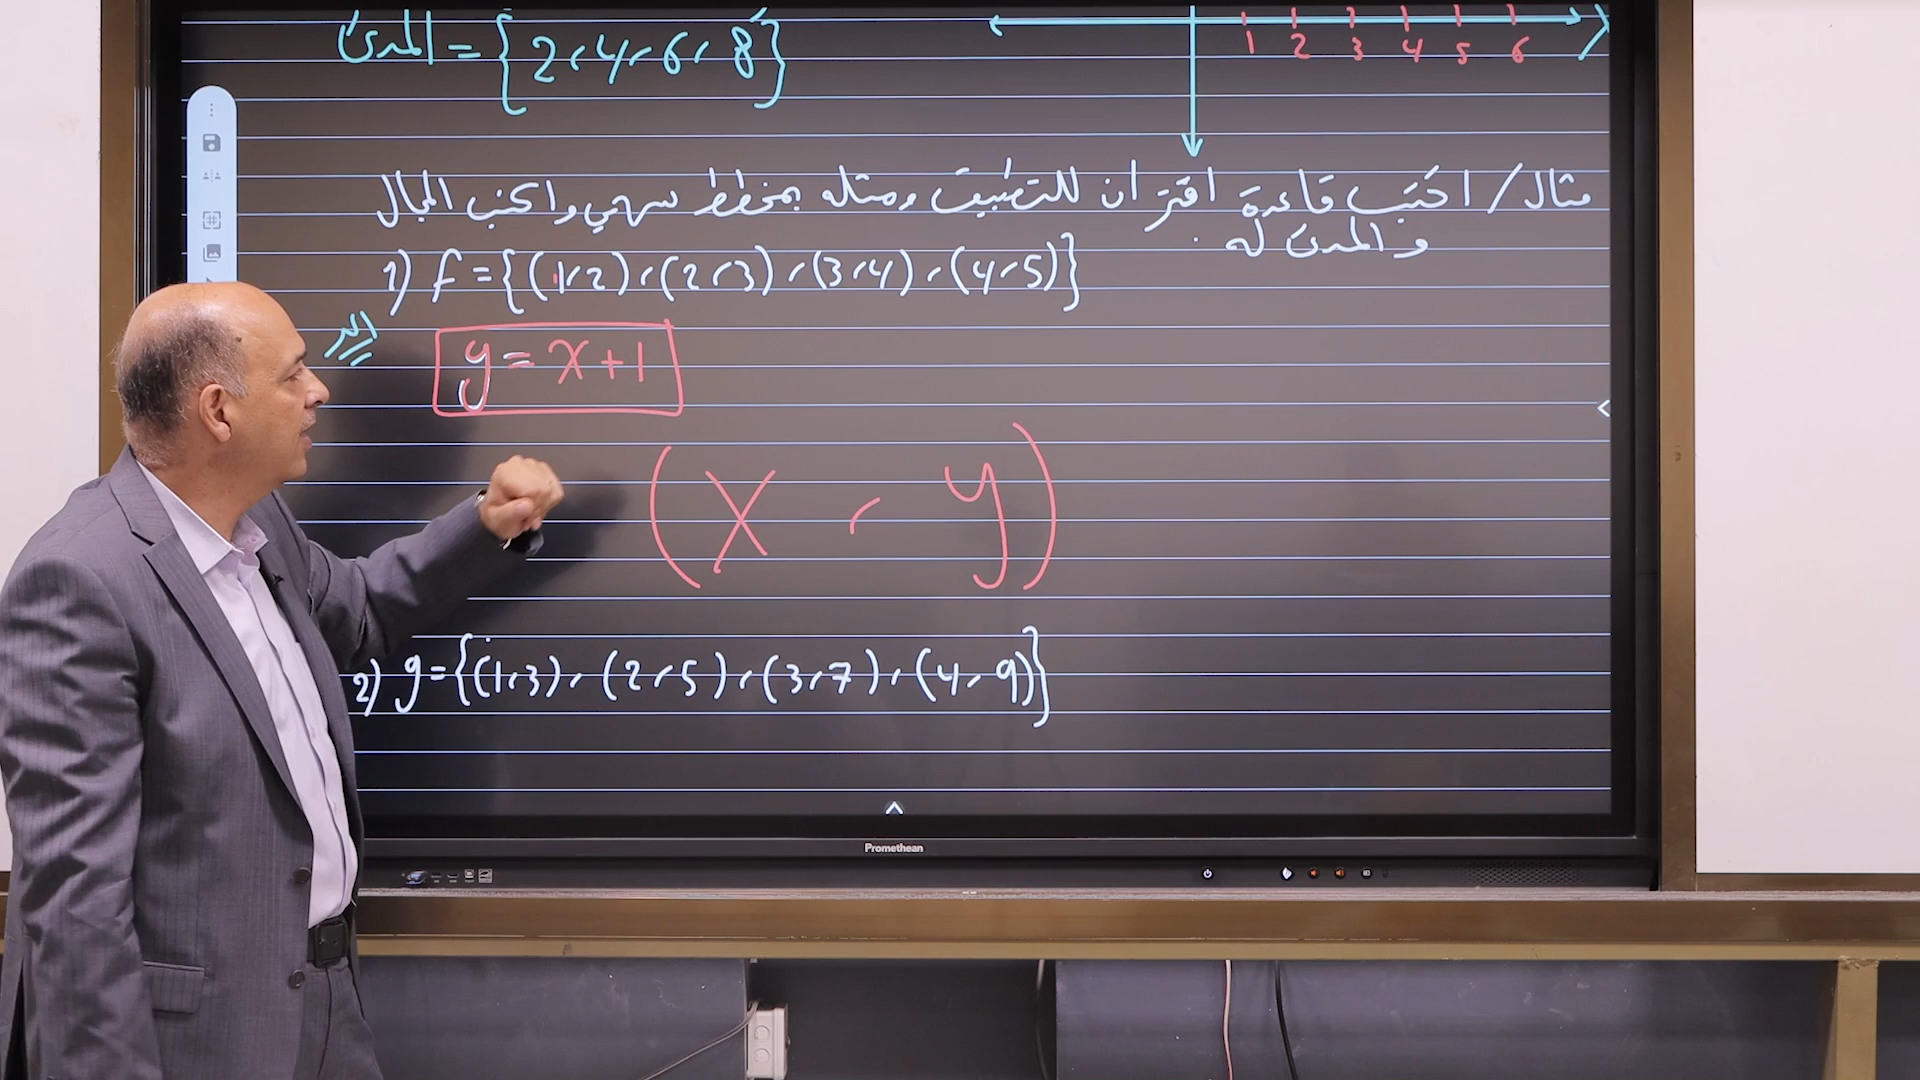 المدى = {2، 4، 6، 8}
1 2 3 4 5 6
مثال / اكتب قاعدة اقتران للتطبيق ومثله بمخطط سهمي واكتب المجال
والمدى له.
1) f = {(1، 2)، (2، 3)، (3، 4)، (4، 5)}
الحل
y = x + 1
(x ، y)
2) g = {(1، 3)، (2، 5)، (3، 7)، (4، 9)}
Promethean